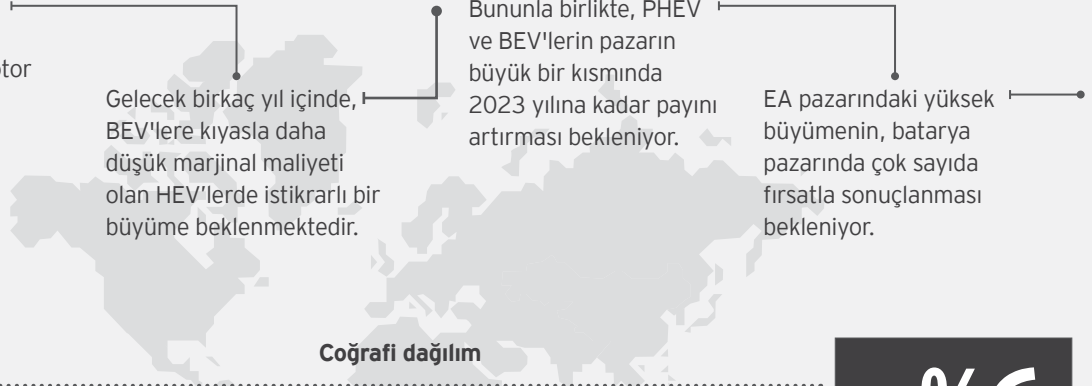 Gelecek birkaç yıl içinde,
BEV'lere kıyasla daha
düşük marjinal maliyeti
olan HEV’lerde istikrarlı bir
büyüme beklenmektedir.
Bununla birlikte, PHEV
ve BEV'lerin pazarın
büyük bir kısmında
2023 yılına kadar payını
artırması bekleniyor.
EA pazarındaki yüksek
büyümenin, batarya
pazarında çok sayıda
fırsatla sonuçlanması
bekleniyor.
Coğrafi dağılım